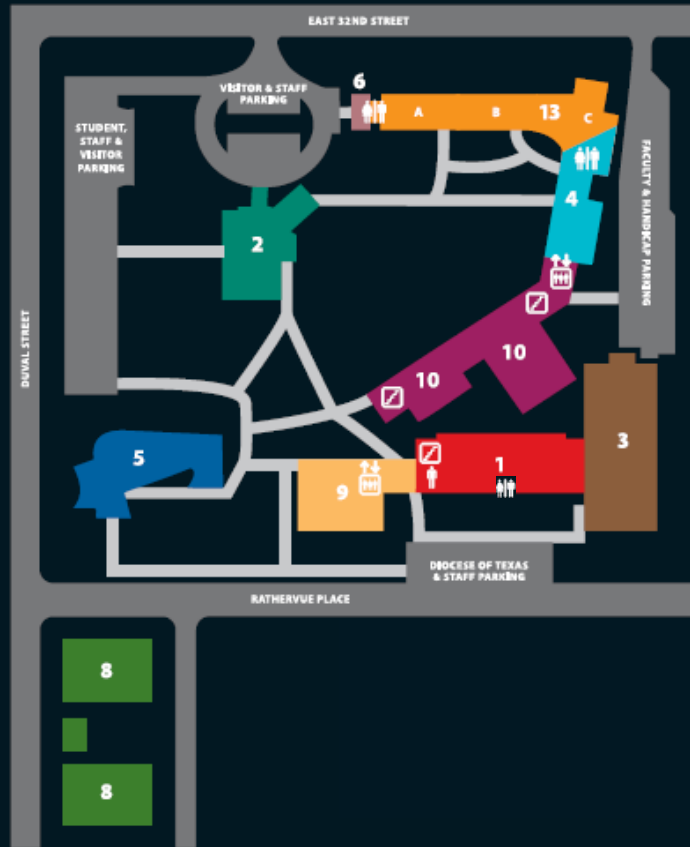 EAST 32ND STREET
VISITOR & STAFF
PARKING
6
A
B
13
C
STUDENT,
STAFF &
VISITOR
PARKING
4
FACULTY & HANDICAP PARKING
2
DUVAL STREET
10
10
5
1
3
9
DIOCESE OF TEXAS
& STAFF PARKING
RATHERVUE PLACE
8
8